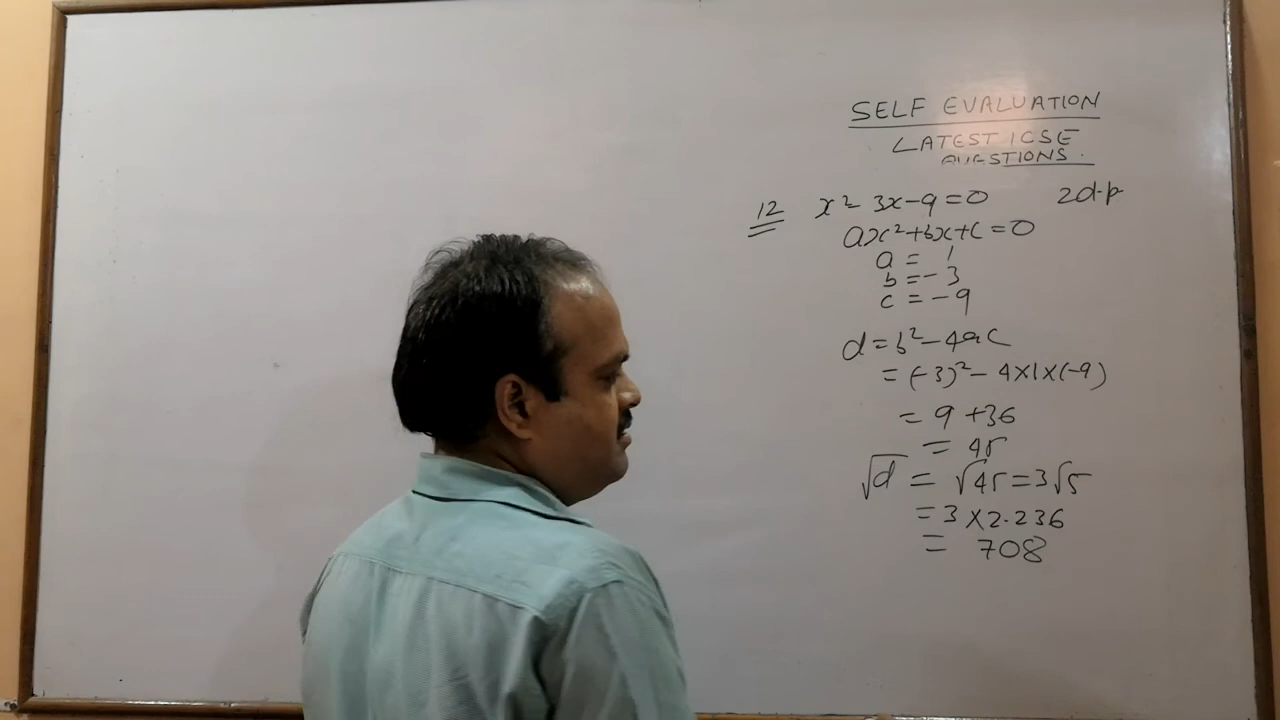 SELF EVALUATION
LATEST ICSE
QUESTIONS.
12 x² 3x-9=0 2d.p
ax²+bx+c=0
a = 1
b =-3
c = -9
d=b²-4ac
= (-3)²-4×1×(-9)
= 9+36
= 45
√d = √45=3√5
=3×2.236
= 708